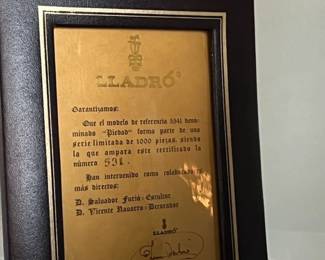 LLADRÓ
Garantizamos:
Que el modelo de referencia 5541 deno-
minado "Piedad" forma parte de una
serie limitada de 1000 piezas, siendo
la que ampara este certificado la
número 531.
Han intervenido como colaboradores
más directos:
D. Salvador Furió-Escultor
D. Vicente Navarro-Decorador
LLADRÓ